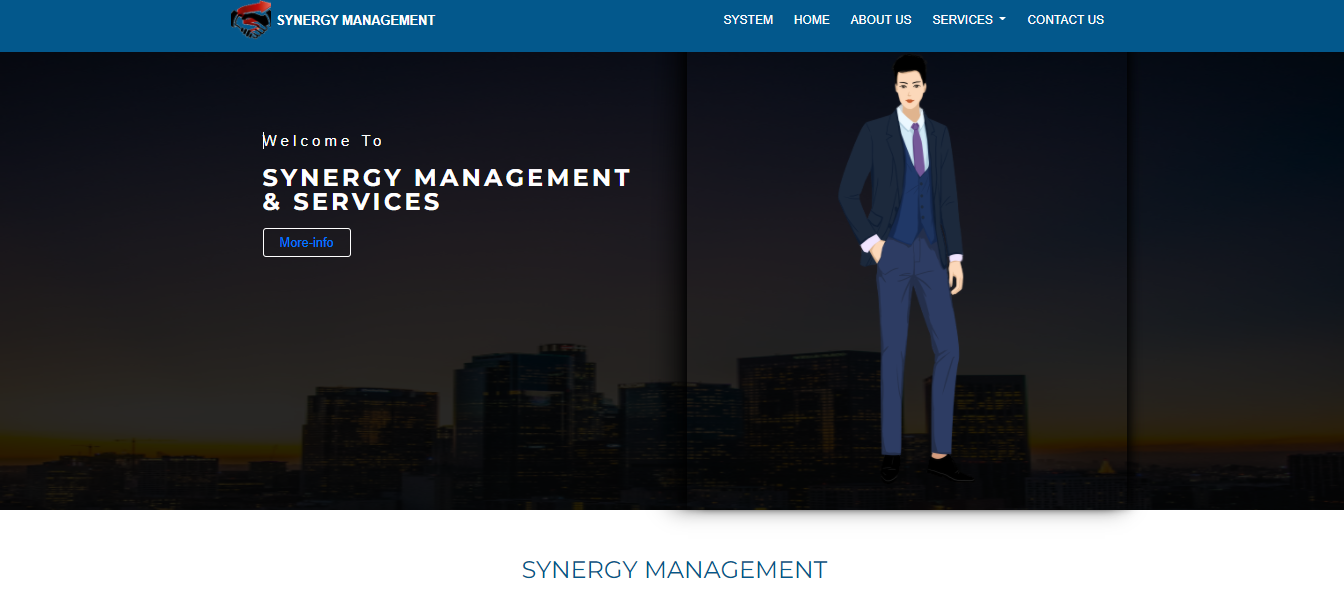 SYNERGY MANAGEMENT
SYSTEM HOME ABOUT US SERVICES CONTACT US
Welcome To
SYNERGY MANAGEMENT
& SERVICES
More-info
SYNERGY MANAGEMENT